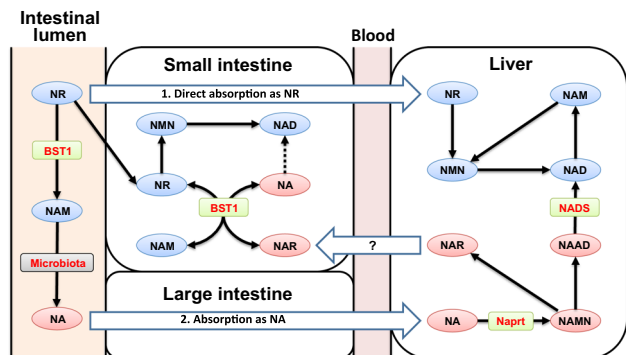 Intestinal
lumen
Small intestine
Blood
Liver
NR
1. Direct absorption as NR
NR
NAM
NMN
NAD
BST1
NMN
NAD
NR
NA
NAM
BST1
NADS
NAM
NAR
?
NAR
NAAD
Microbiota
Large intestine
NA
2. Absorption as NA
NA
Naprt
NAMN